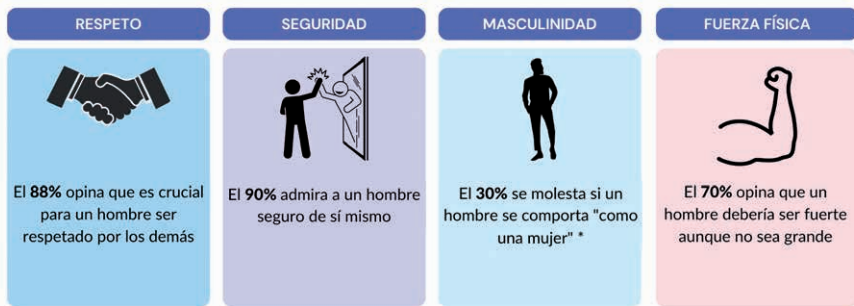 RESPETO
El 88% opina que es crucial
para un hombre ser
respetado por los demás
SEGURIDAD
El 90% admira a un hombre
seguro de sí mismo
MASCULINIDAD
El 30% se molesta si un
hombre se comporta "como
una mujer" *
FUERZA FÍSICA
El 70% opina que un
hombre debería ser fuerte
aunque no sea grande